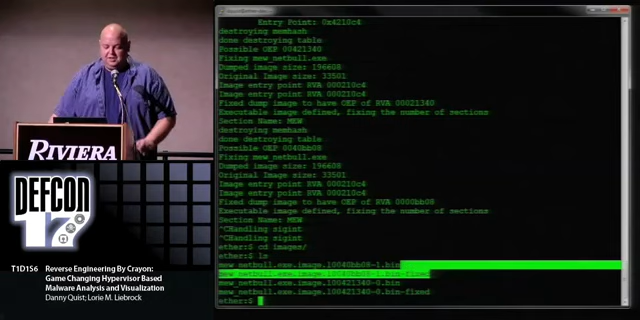 RIVIERA
DEFCON
17
T1D156
Reverse Engineering By Crayon:
Game Changing Hypervisor Based
Malware Analysis and Visualization
Danny Quist; Lorie M. Liebrock
Entry Point: 0x4210c4
destroying memhash
done destroying table
Possible OEP 00421340
Fixing mew_netbull.exe
Dumped image size: 196608
Original Image size: 33501
Image entry point RVA 000210c4
Image entry point RVA 000210c4
Fixed dump image to have OEP of RVA 00021340
Executable image defined, fixing the number of sections
Section Name: MEW
destroying memhash
done destroying table
Possible OEP 0040bb08
Fixing mew_netbull.exe
Dumped image size: 196608
Original Image size: 33501
Image entry point RVA 000210c4
Image entry point RVA 000210c4
Fixed dump image to have OEP of RVA 0000bb08
Executable image defined, fixing the number of sections
Section Name: MEW
^CHandling sigint
^CHandling sigint
ether:$ cd images/
ether:$ ls
mew_netbull.exe.image.10040bb08-1.bin
mew_netbull.exe.image.10040bb08-1.bin-fixed
mew_netbull.exe.image.100421340-0.bin
mew_netbull.exe.image.100421340-0.bin-fixed
ether:$